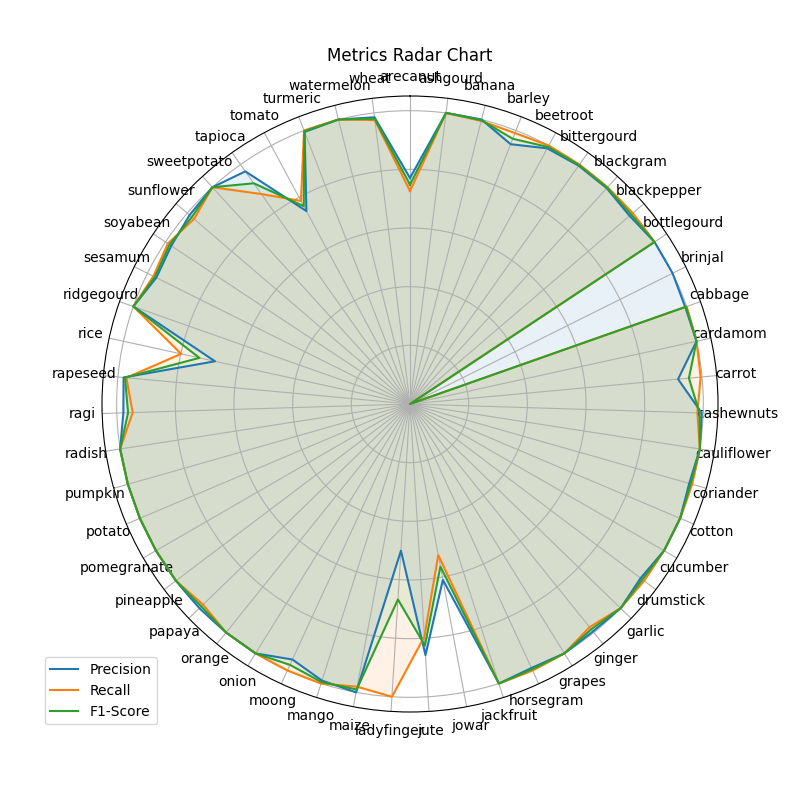 Metrics Radar Chart
arecanut
ashgourd
banana
barley
beetroot
bittergourd
blackgram
blackpepper
bottlegourd
brinjal
cabbage
cardamom
carrot
cashewnuts
cauliflower
coriander
cotton
cucumber
drumstick
garlic
ginger
grapes
horsegram
jackfruit
jowar
jute
ladyfinger
maize
mango
moong
onion
orange
papaya
pineapple
pomegranate
potato
pumpkin
radish
ragi
rapeseed
rice
ridgegourd
sesamum
soyabean
sunflower
sweetpotato
tapioca
tomato
turmeric
watermelon
wheat
Precision
Recall
F1-Score